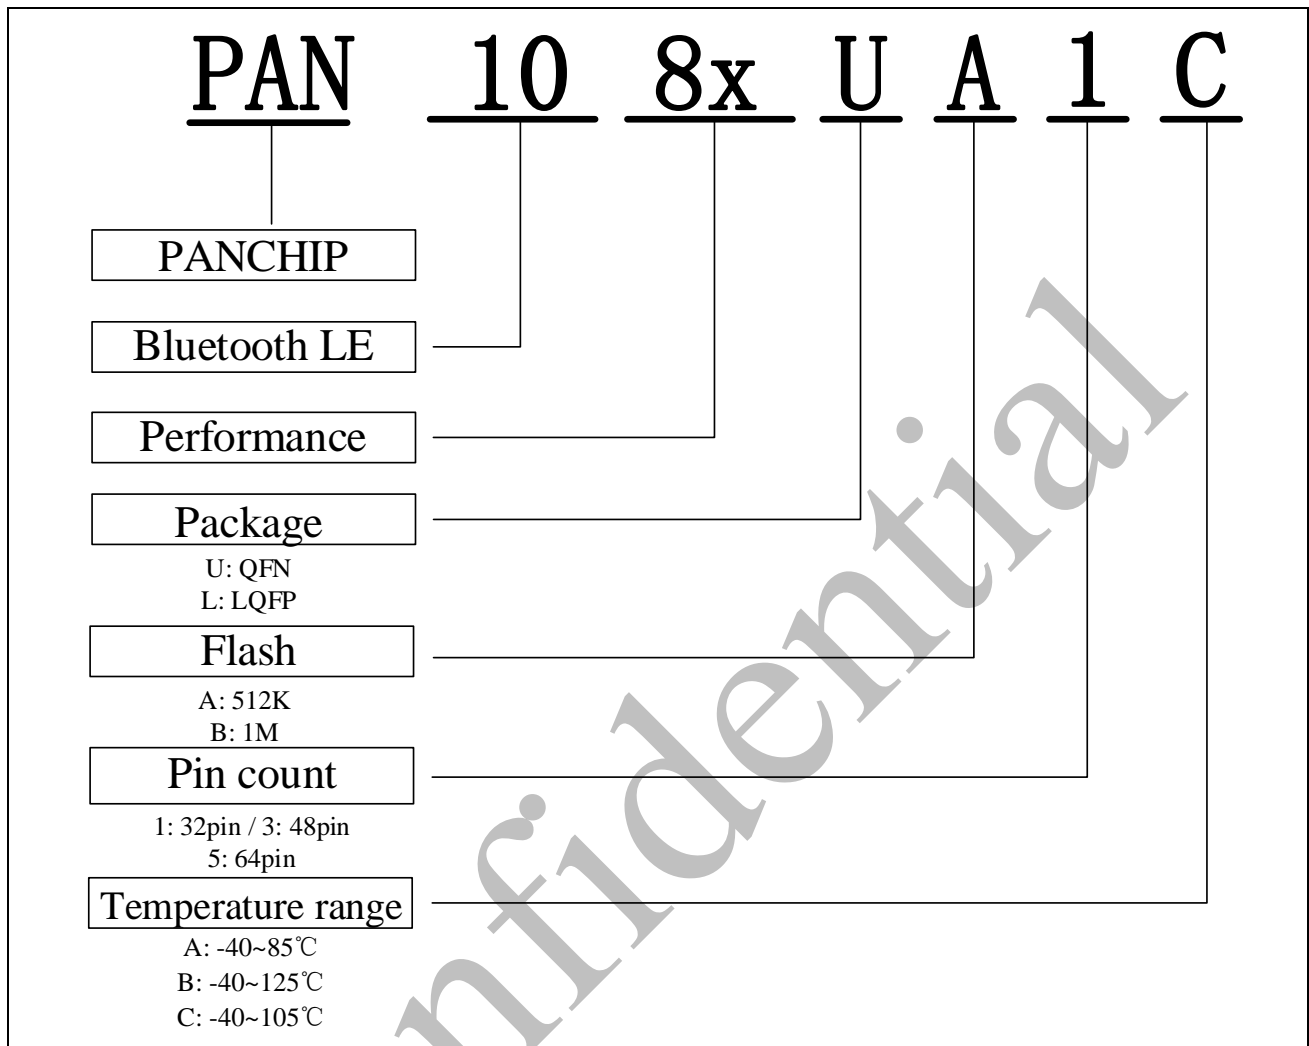 PAN 10 8x U A 1 C
PANCHIP
Bluetooth LE
Performance
Package
U: QFN
L: LQFP
Flash
A: 512K
B: 1M
Pin count
1: 32pin / 3: 48pin
5: 64pin
Temperature range
A: -40~85℃
B: -40~125℃
C: -40~105℃
nfidential